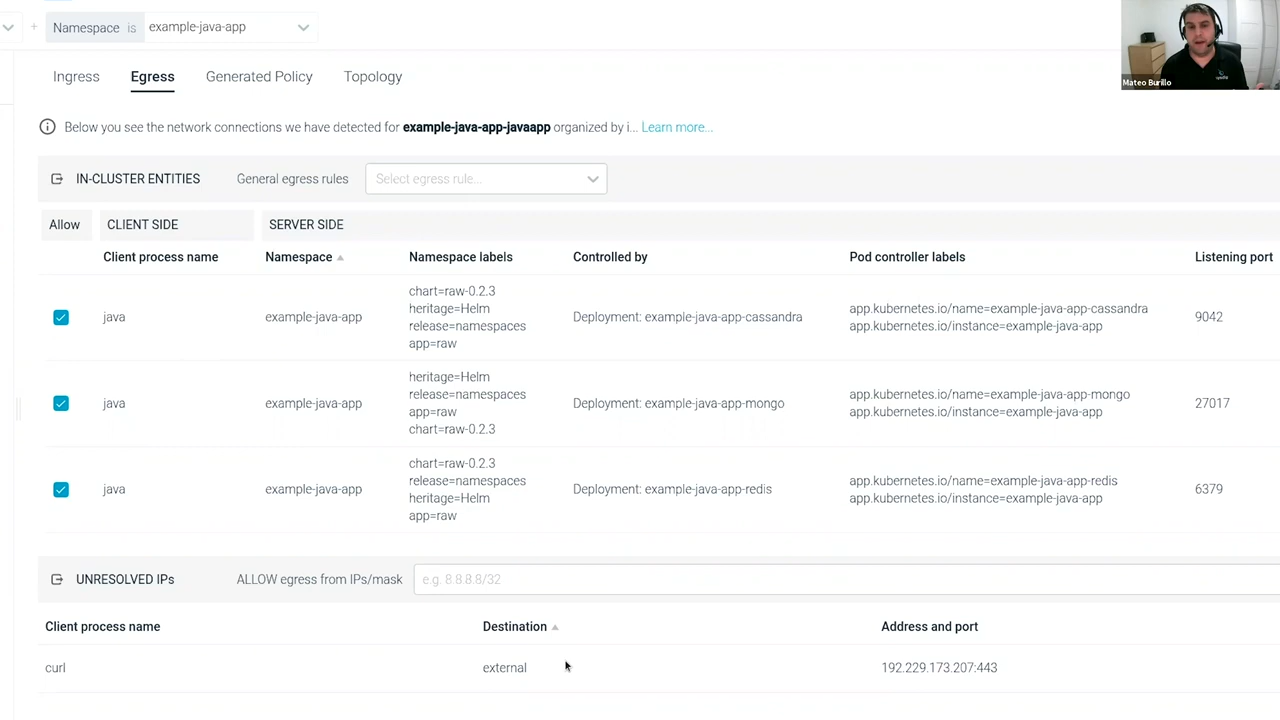 Namespace is example-java-app
Mateo Burillo
Ingress Egress Generated Policy Topology
Below you see the network connections we have detected for example-java-app-javaapp organized by i... Learn more...
IN-CLUSTER ENTITIES General egress rules Select egress rule...
Allow CLIENT SIDE SERVER SIDE
Client process name Namespace Namespace labels Controlled by Pod controller labels Listening port
chart=raw-0.2.3
heritage=Helm
release=namespaces
app=raw
java example-java-app Deployment: example-java-app-cassandra
app.kubernetes.io/name=example-java-app-cassandra
app.kubernetes.io/instance=example-java-app
9042
heritage=Helm
release=namespaces
app=raw
chart=raw-0.2.3
java example-java-app Deployment: example-java-app-mongo
app.kubernetes.io/name=example-java-app-mongo
app.kubernetes.io/instance=example-java-app
27017
chart=raw-0.2.3
release=namespaces
heritage=Helm
app=raw
java example-java-app Deployment: example-java-app-redis
app.kubernetes.io/name=example-java-app-redis
app.kubernetes.io/instance=example-java-app
6379
UNRESOLVED IPs ALLOW egress from IPs/mask e.g. 8.8.8.8/32
Client process name Destination Address and port
curl external 192.229.173.207:443